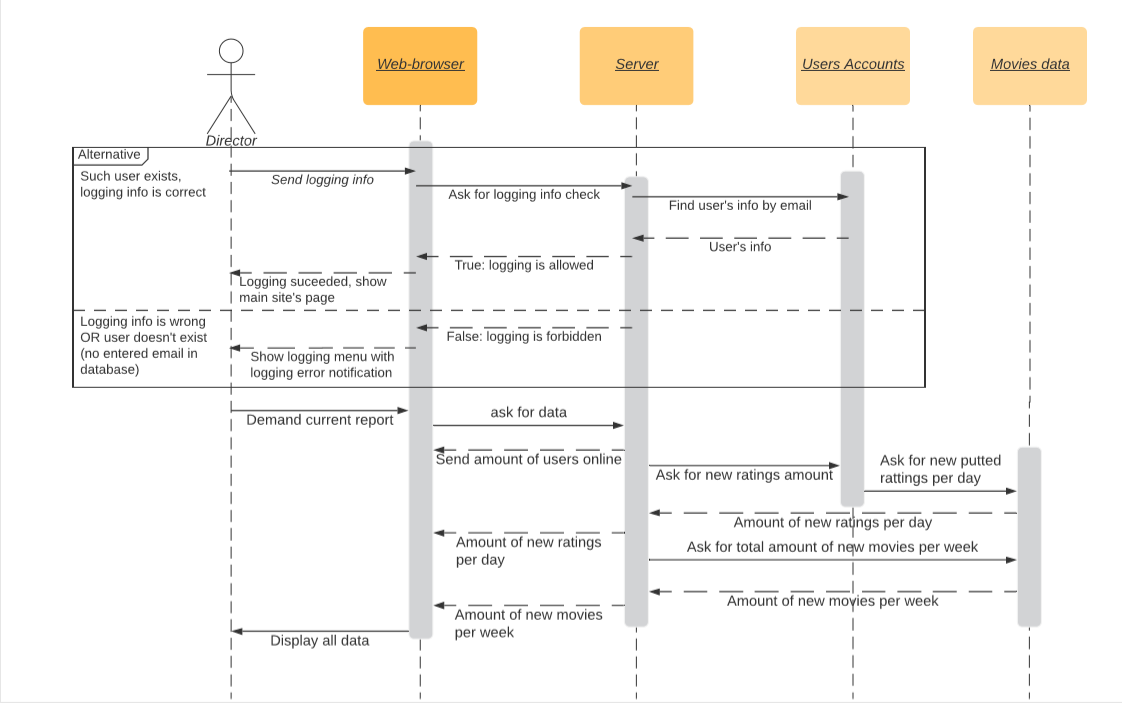 Web-browser
Server
Users Accounts
Movies data
Director
Alternative
Such user exists,
logging info is correct
Send logging info
Ask for logging info check
Find user's info by email
User's info
True: logging is allowed
Logging suceeded, show
main site's page
Logging info is wrong
OR user doesn't exist
(no entered email in
database)
False: logging is forbidden
Show logging menu with
logging error notification
Demand current report
ask for data
Send amount of users online
Ask for new ratings amount
Ask for new putted
rattings per day
Amount of new ratings per day
Amount of new ratings
per day
Ask for total amount of new movies per week
Amount of new movies per week
Amount of new movies
per week
Display all data